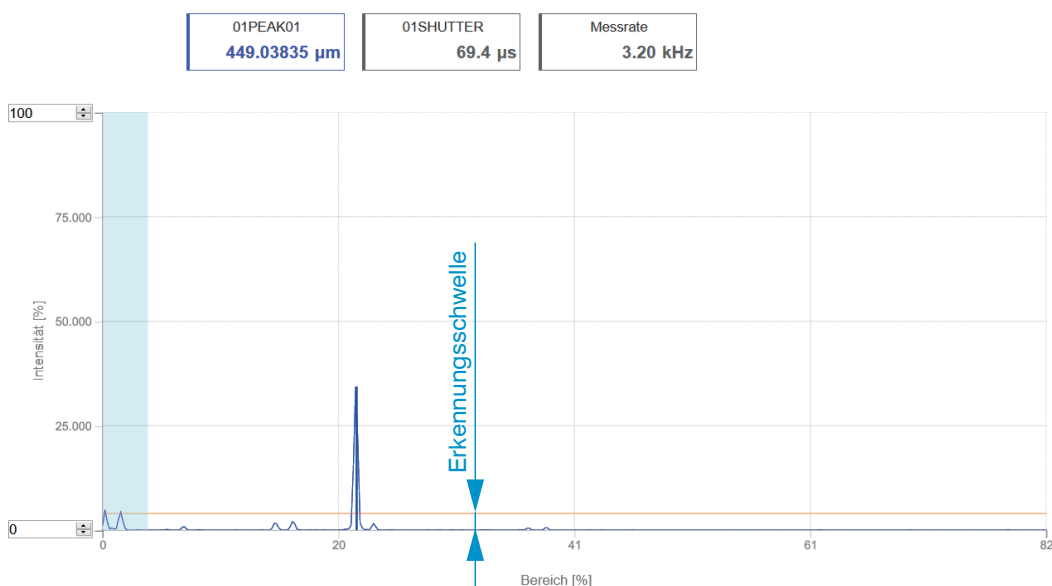 01PEAK01
449.03835 µm
01SHUTTER
69.4 µs
Messrate
3.20 kHz
100
75.000
50.000
25.000
0
Intensität [%]
Erkennungsschwelle
0
20
41
61
82
Bereich [%]